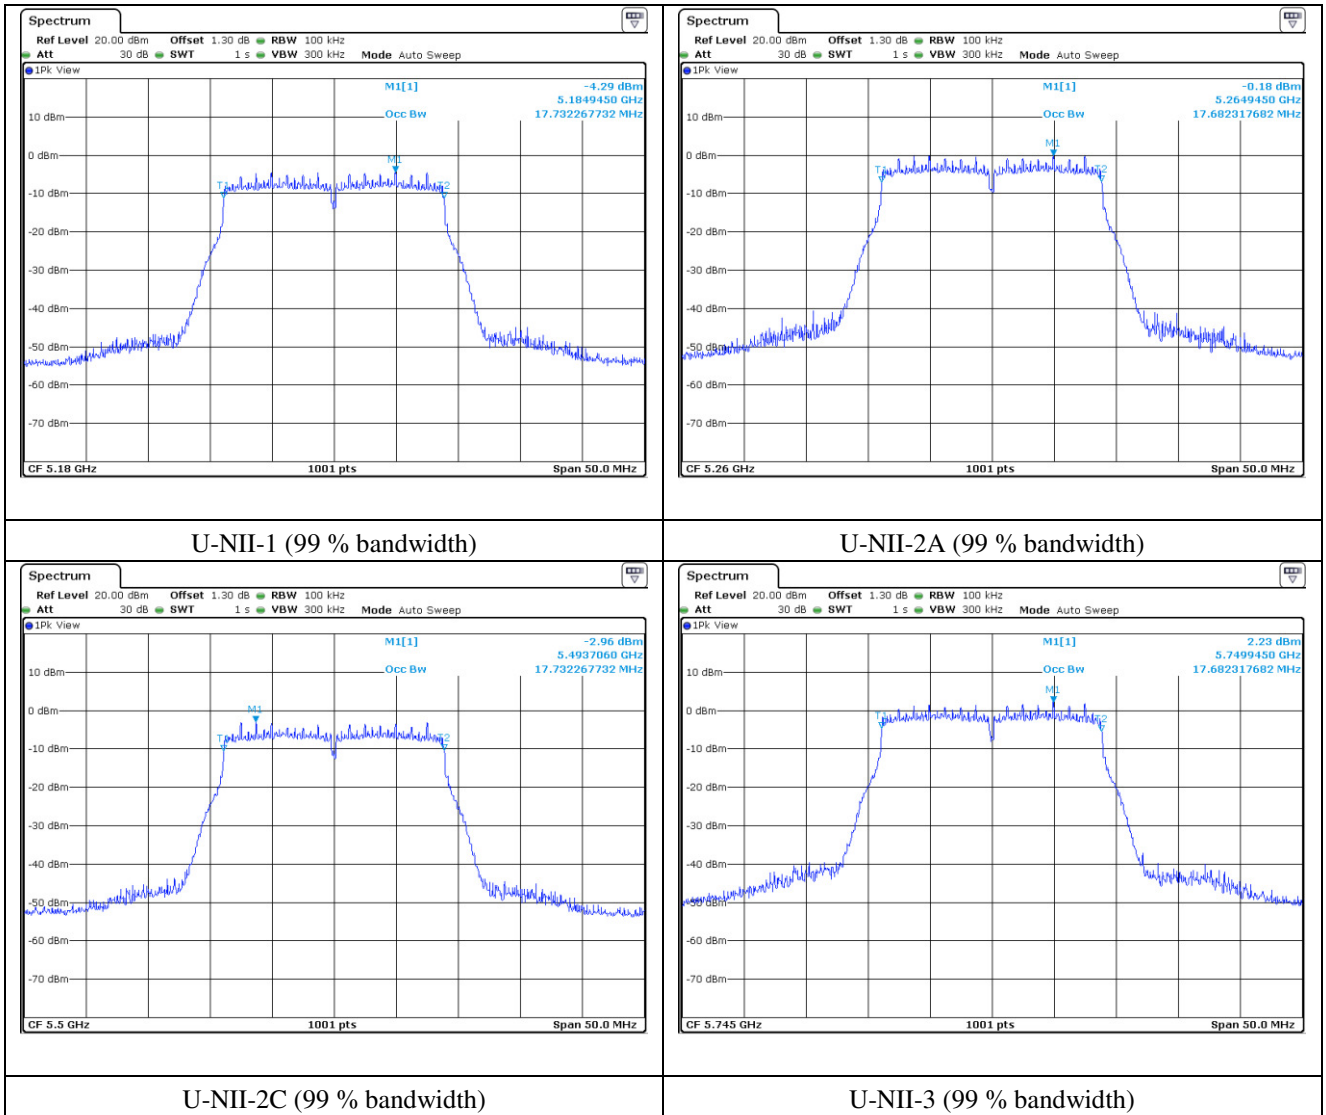 Spectrum
Ref Level 20.00 dBm Offset 1.30 dB RBW 100 kHz
Att 30 dB SWT 1 s VBW 300 kHz Mode Auto Sweep
1Pk View
M1[1] -4.29 dBm
5.1849450 GHz
Occ Bw 17.732267732 MHz
10 dBm
0 dBm
M1
T1 T2
-10 dBm
-20 dBm
-30 dBm
-40 dBm
-50 dBm
-60 dBm
-70 dBm
CF 5.18 GHz 1001 pts Span 50.0 MHz
U-NII-1 (99 % bandwidth)
Spectrum
Ref Level 20.00 dBm Offset 1.30 dB RBW 100 kHz
Att 30 dB SWT 1 s VBW 300 kHz Mode Auto Sweep
1Pk View
M1[1] -0.18 dBm
5.2649450 GHz
Occ Bw 17.682317682 MHz
10 dBm
M1
0 dBm
T1 T2
-10 dBm
-20 dBm
-30 dBm
-40 dBm
-50 dBm
-60 dBm
-70 dBm
CF 5.26 GHz 1001 pts Span 50.0 MHz
U-NII-2A (99 % bandwidth)
Spectrum
Ref Level 20.00 dBm Offset 1.30 dB RBW 100 kHz
Att 30 dB SWT 1 s VBW 300 kHz Mode Auto Sweep
1Pk View
M1[1] -2.96 dBm
5.4937060 GHz
Occ Bw 17.732267732 MHz
10 dBm
0 dBm
M1
T1 T2
-10 dBm
-20 dBm
-30 dBm
-40 dBm
-50 dBm
-60 dBm
-70 dBm
CF 5.5 GHz 1001 pts Span 50.0 MHz
U-NII-2C (99 % bandwidth)
Spectrum
Ref Level 20.00 dBm Offset 1.30 dB RBW 100 kHz
Att 30 dB SWT 1 s VBW 300 kHz Mode Auto Sweep
1Pk View
M1[1] 2.23 dBm
5.7499450 GHz
Occ Bw 17.682317682 MHz
10 dBm
M1
0 dBm
T1 T2
-10 dBm
-20 dBm
-30 dBm
-40 dBm
-50 dBm
-60 dBm
-70 dBm
CF 5.745 GHz 1001 pts Span 50.0 MHz
U-NII-3 (99 % bandwidth)